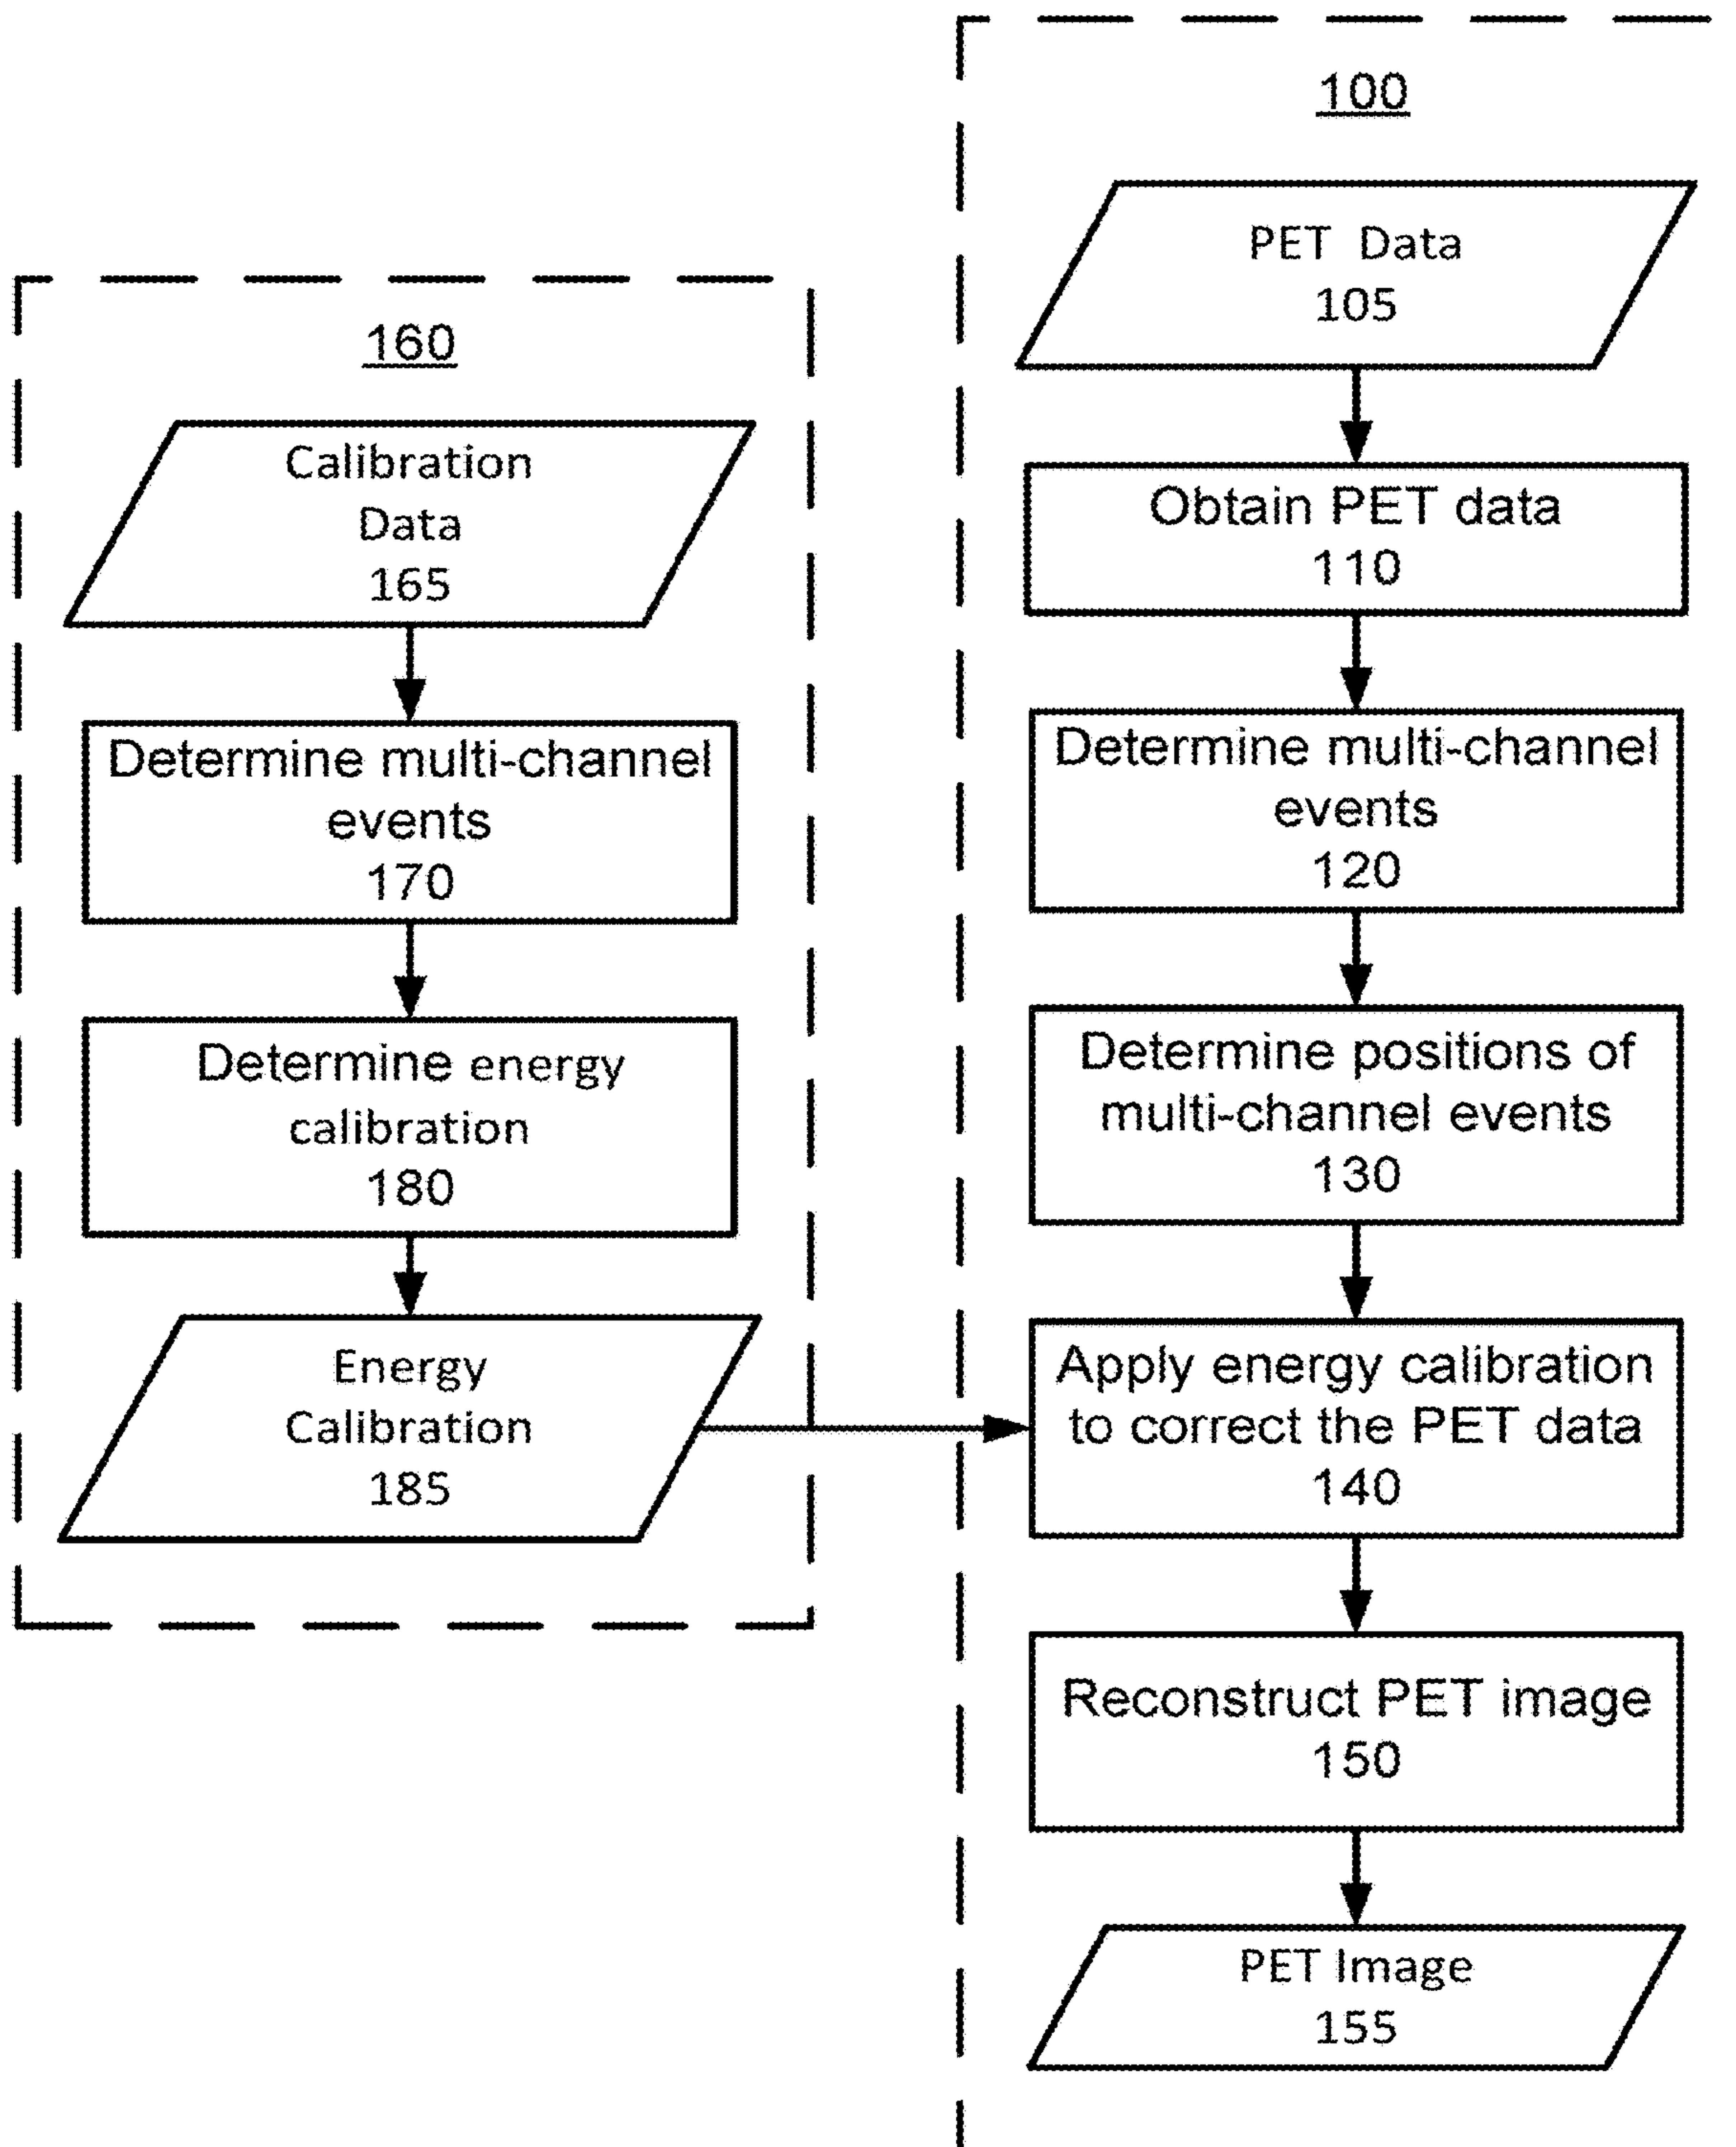 160
Calibration
Data
165
Determine multi-channel
events
170
Determine energy
calibration
180
Energy
Calibration
185
100
PET Data
105
Obtain PET data
110
Determine multi-channel
events
120
Determine positions of
multi-channel events
130
Apply energy calibration
to correct the PET data
140
Reconstruct PET image
150
PET Image
155